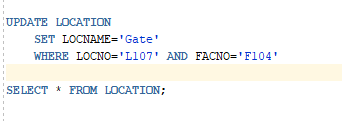 UPDATE LOCATION
SET LOCNAME='Gate'
WHERE LOCNO='L107' AND FACNO='F104'
SELECT * FROM LOCATION;